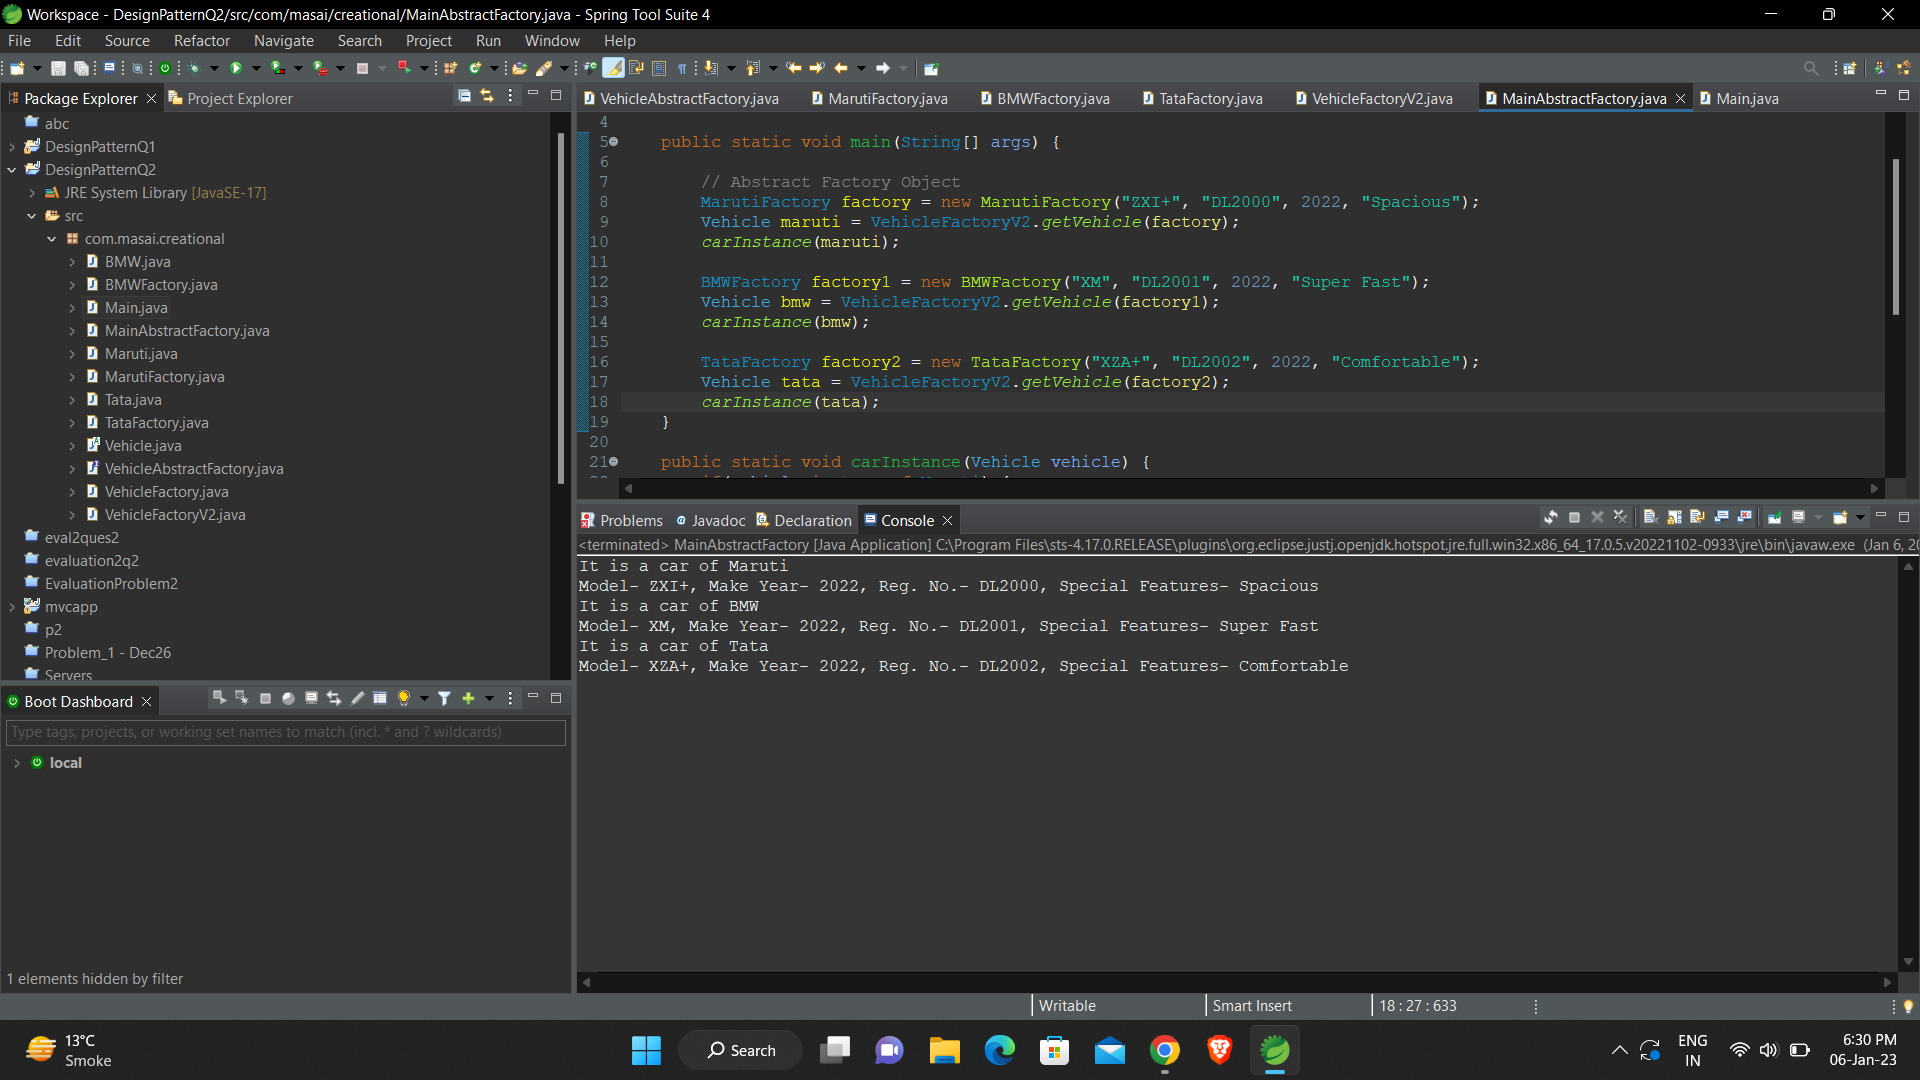 Workspace - DesignPatternQ2/src/com/masai/creational/MainAbstractFactory.java - Spring Tool Suite 4
File Edit Source Refactor Navigate Search Project Run Window Help
Package Explorer
Project Explorer
abc
DesignPatternQ1
DesignPatternQ2
JRE System Library [JavaSE-17]
src
com.masai.creational
BMW.java
BMWFactory.java
Main.java
MainAbstractFactory.java
Maruti.java
MarutiFactory.java
Tata.java
TataFactory.java
Vehicle.java
VehicleAbstractFactory.java
VehicleFactory.java
VehicleFactoryV2.java
eval2ques2
evaluation2q2
EvaluationProblem2
mvcapp
p2
Problem_1 - Dec26
Servers
Boot Dashboard
Type tags, projects, or working set names to match (incl. * and ? wildcards)
local
1 elements hidden by filter
VehicleAbstractFactory.java MarutiFactory.java BMWFactory.java TataFactory.java VehicleFactoryV2.java MainAbstractFactory.java Main.java
4
5 public static void main(String[] args) {
6
7 // Abstract Factory Object
8 MarutiFactory factory = new MarutiFactory("ZXI+", "DL2000", 2022, "Spacious");
9 Vehicle maruti = VehicleFactoryV2.getVehicle(factory);
10 carInstance(maruti);
11
12 BMWFactory factory1 = new BMWFactory("XM", "DL2001", 2022, "Super Fast");
13 Vehicle bmw = VehicleFactoryV2.getVehicle(factory1);
14 carInstance(bmw);
15
16 TataFactory factory2 = new TataFactory("XZA+", "DL2002", 2022, "Comfortable");
17 Vehicle tata = VehicleFactoryV2.getVehicle(factory2);
18 carInstance(tata);
19 }
20
21 public static void carInstance(Vehicle vehicle) {
Problems Javadoc Declaration Console
<terminated> MainAbstractFactory [Java Application] C:\Program Files\sts-4.17.0.RELEASE\plugins\org.eclipse.justj.openjdk.hotspot.jre.full.win32.x86_64_17.0.5.v20221102-0933\jre\bin\javaw.exe (Jan 6, 20
It is a car of Maruti
Model- ZXI+, Make Year- 2022, Reg. No.- DL2000, Special Features- Spacious
It is a car of BMW
Model- XM, Make Year- 2022, Reg. No.- DL2001, Special Features- Super Fast
It is a car of Tata
Model- XZA+, Make Year- 2022, Reg. No.- DL2002, Special Features- Comfortable
Writable
Smart Insert
18 : 27 : 633
13°C
Smoke
Search
ENG
IN
6:30 PM
06-Jan-23